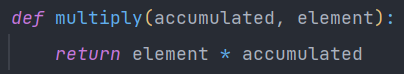 def multiply(accumulated, element):
    return element * accumulated